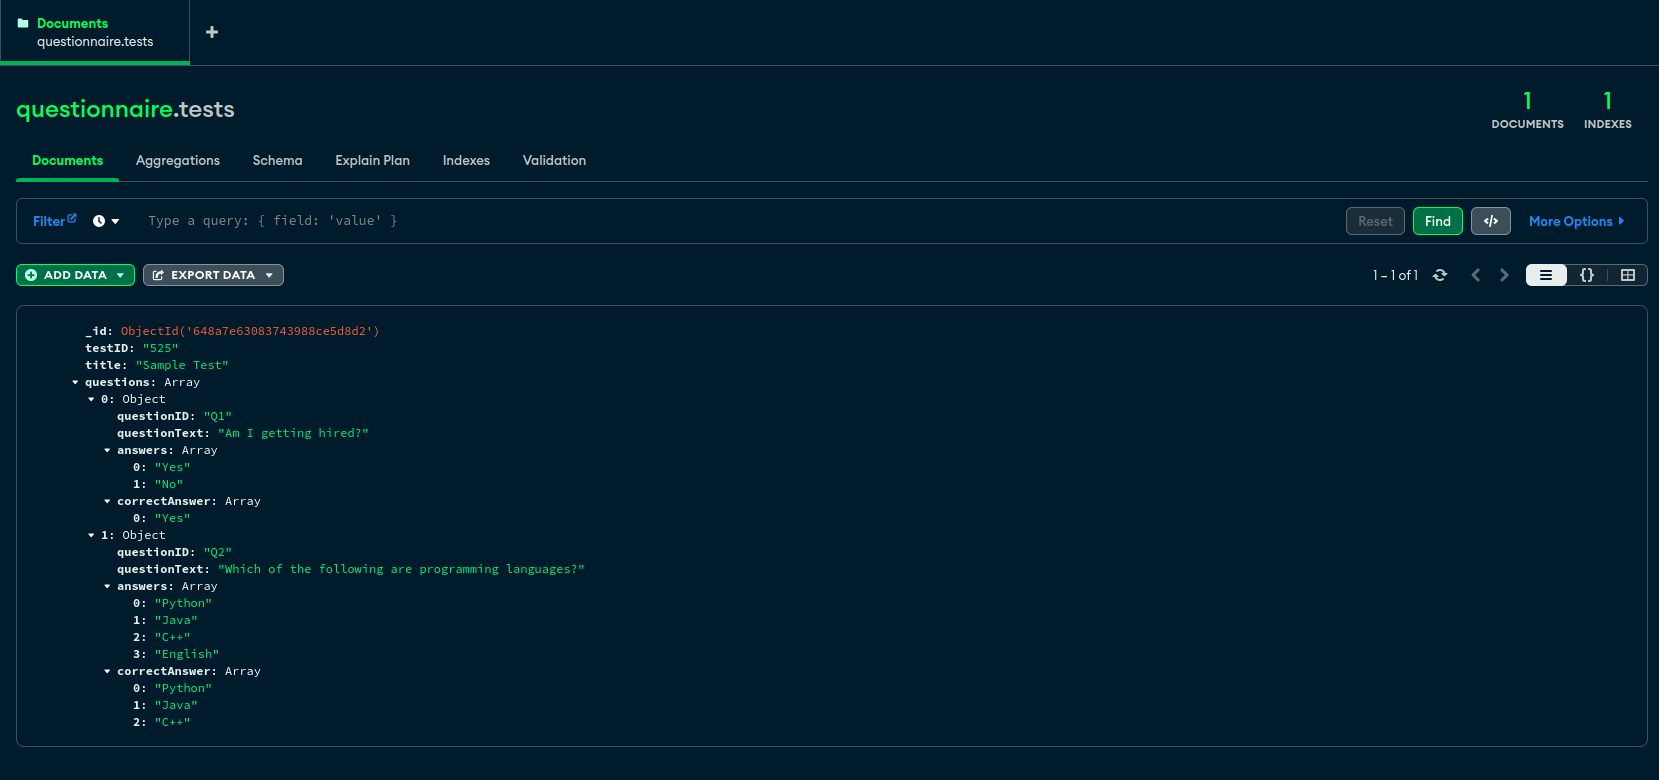 Documents
questionnaire.tests
questionnaire.tests
1
DOCUMENTS
1
INDEXES
Documents Aggregations Schema Explain Plan Indexes Validation
Filter Type a query: { field: 'value' } Reset Find </> More Options
ADD DATA EXPORT DATA 1 – 1 of 1 {}
_id: ObjectId('648a7e63083743988ce5d8d2')
testID: "525"
title: "Sample Test"
questions: Array
0: Object
questionID: "Q1"
questionText: "Am I getting hired?"
answers: Array
0: "Yes"
1: "No"
correctAnswer: Array
0: "Yes"
1: Object
questionID: "Q2"
questionText: "Which of the following are programming languages?"
answers: Array
0: "Python"
1: "Java"
2: "C++"
3: "English"
correctAnswer: Array
0: "Python"
1: "Java"
2: "C++"